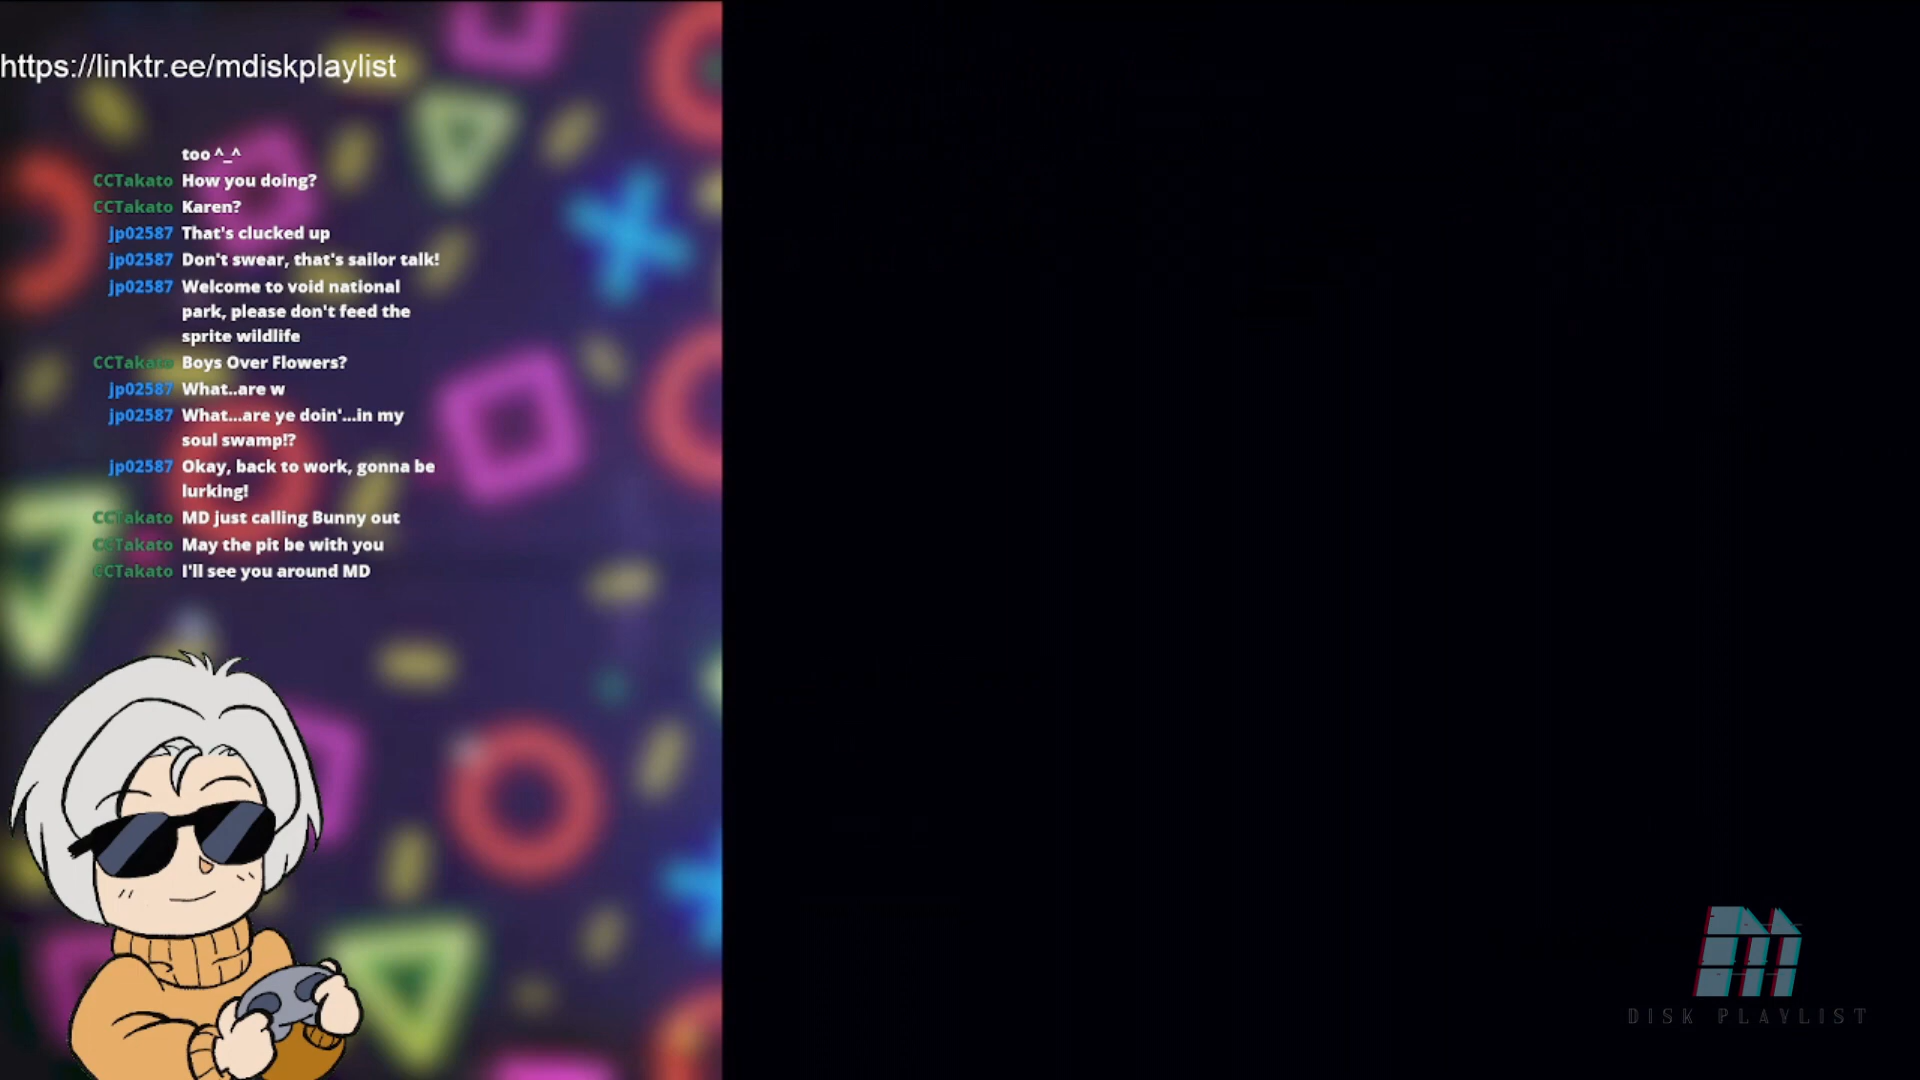 https://linktr.ee/mdiskplaylist
too ^_^
CCTakato How you doing?
CCTakato Karen?
jp02587 That's clucked up
jp02587 Don't swear, that's sailor talk!
jp02587 Welcome to void national
park, please don't feed the
sprite wildlife
CCTakato Boys Over Flowers?
jp02587 What..are w
jp02587 What...are ye doin'...in my
soul swamp!?
jp02587 Okay, back to work, gonna be
lurking!
CCTakato MD just calling Bunny out
CCTakato May the pit be with you
CCTakato I'll see you around MD
M
DISK PLAYLIST